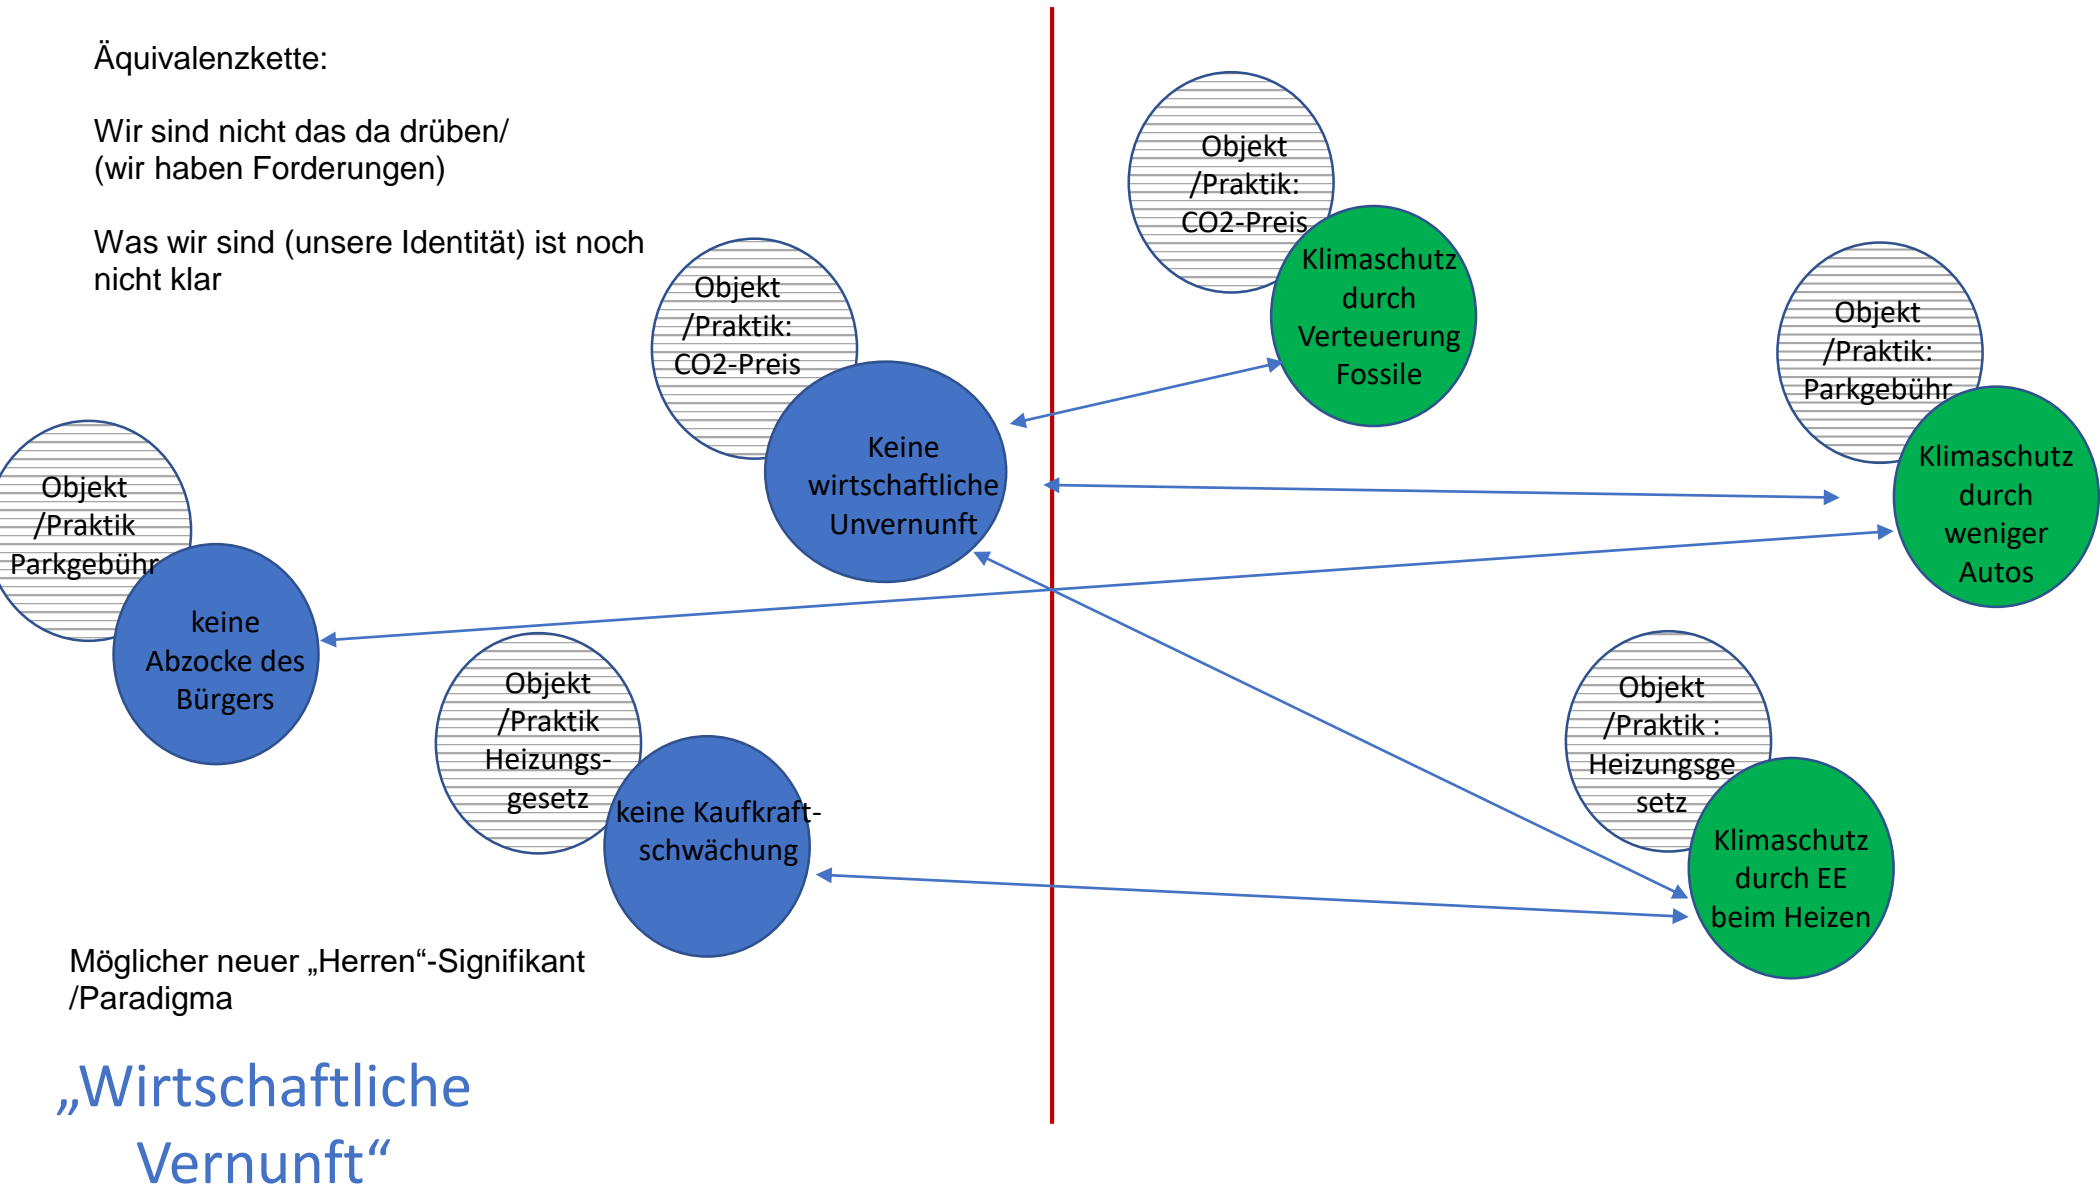 Äquivalenzkette:
Wir sind nicht das da drüben/
(wir haben Forderungen)
Was wir sind (unsere Identität) ist noch
nicht klar
Objekt
/Praktik:
CO2-Preis
Klimaschutz
durch
Verteuerung
Fossile
Objekt
/Praktik:
Parkgebühr
Klimaschutz
durch
weniger
Autos
Objekt
/Praktik:
CO2-Preis
Keine
wirtschaftliche
Unvernunft
Objekt
/Praktik
Parkgebühr
keine
Abzocke des
Bürgers
Objekt
/Praktik
Heizungs-
gesetz
keine Kaufkraft-
schwächung
Objekt
/Praktik :
Heizungsge
setz
Klimaschutz
durch EE
beim Heizen
Möglicher neuer „Herren“-Signifikant
/Paradigma
„Wirtschaftliche
Vernunft“